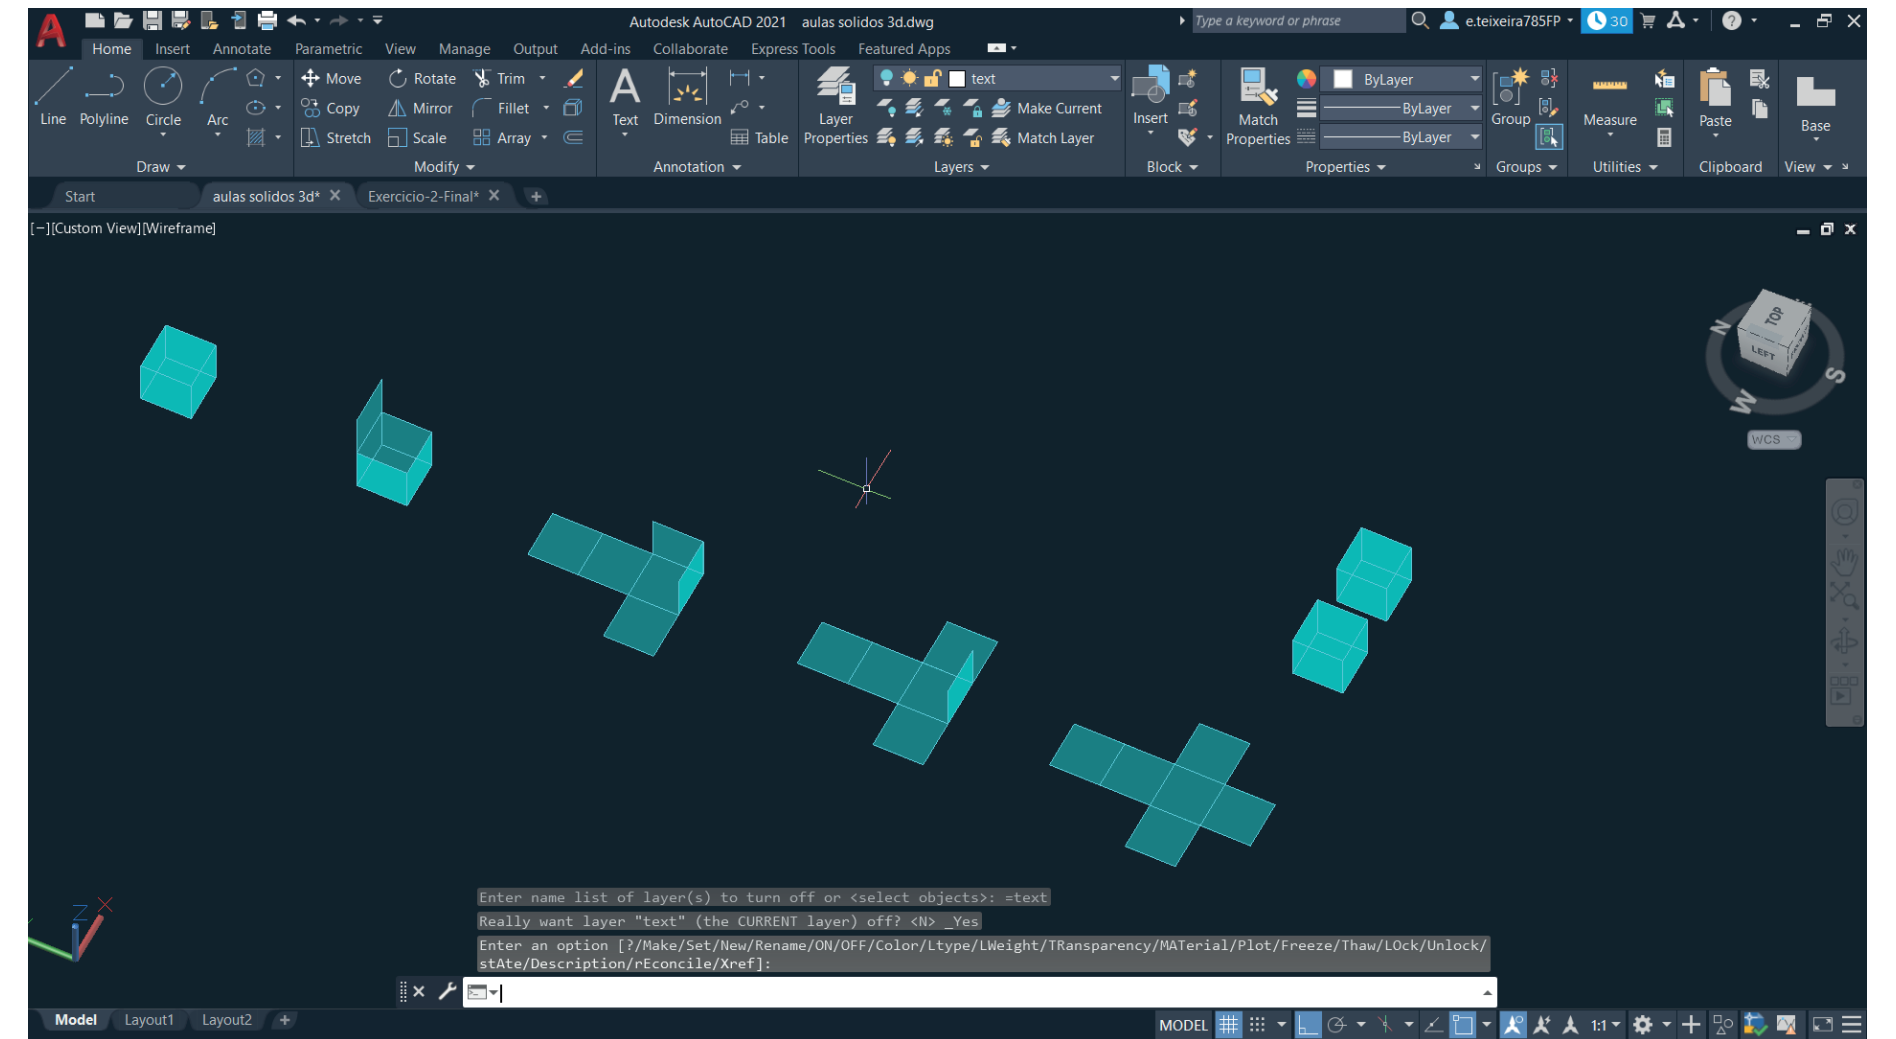 Autodesk AutoCAD 2021 aulas solidos 3d.dwg
Type a keyword or phrase
e.teixeira785FP
30
Home Insert Annotate Parametric View Manage Output Add-ins Collaborate Express Tools Featured Apps
Line Polyline Circle Arc
Move Rotate Trim
Copy Mirror Fillet
Stretch Scale Array
Text Dimension Table
Layer Properties
text
Make Current
Match Layer
Insert
Match Properties
ByLayer
ByLayer
ByLayer
Group
Measure
Paste
Base
Draw Modify Annotation Layers Block Properties Groups Utilities Clipboard View
Start aulas solidos 3d* Exercicio-2-Final*
[−][Custom View][Wireframe]
TOP
LEFT
N
S
W
WCS
Z X
Enter name list of layer(s) to turn off or <select objects>: =text
Really want layer "text" (the CURRENT layer) off? <N> _Yes
Enter an option [?/Make/Set/New/Rename/ON/OFF/Color/Ltype/LWeight/TRansparency/MATerial/Plot/Freeze/Thaw/LOck/Unlock/
stAte/Description/rEconcile/Xref]:
Model Layout1 Layout2
MODEL
1:1